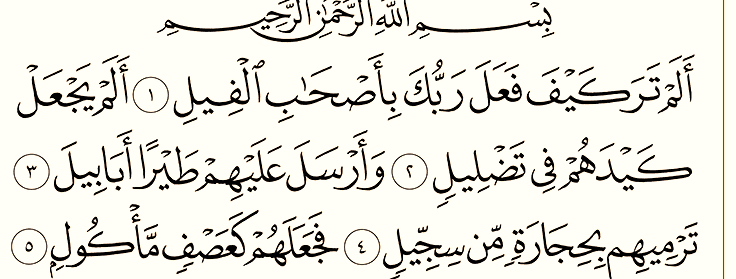 بِسْمِ ٱللَّهِ ٱلرَّحْمَٰنِ ٱلرَّحِيمِ
أَلَمْ تَرَ كَيْفَ فَعَلَ رَبُّكَ بِأَصْحَٰبِ ٱلْفِيلِ ١ أَلَمْ يَجْعَلْ
كَيْدَهُمْ فِي تَضْلِيلٍ ٢ وَأَرْسَلَ عَلَيْهِمْ طَيْرًا أَبَابِيلَ ٣
تَرْمِيهِم بِحِجَارَةٍ مِّن سِجِّيلٍ ٤ فَجَعَلَهُمْ كَعَصْفٍ مَّأْكُولٍۭ ٥